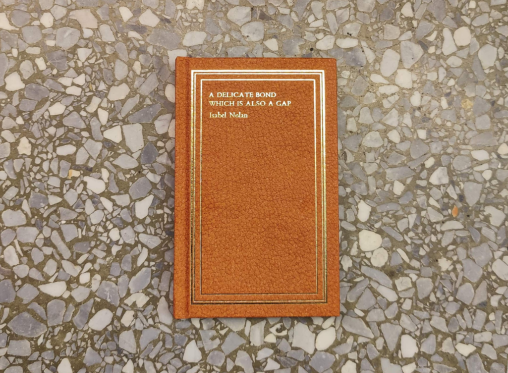 A DELICATE BOND
WHICH IS ALSO A GAP
Isabel Nolan